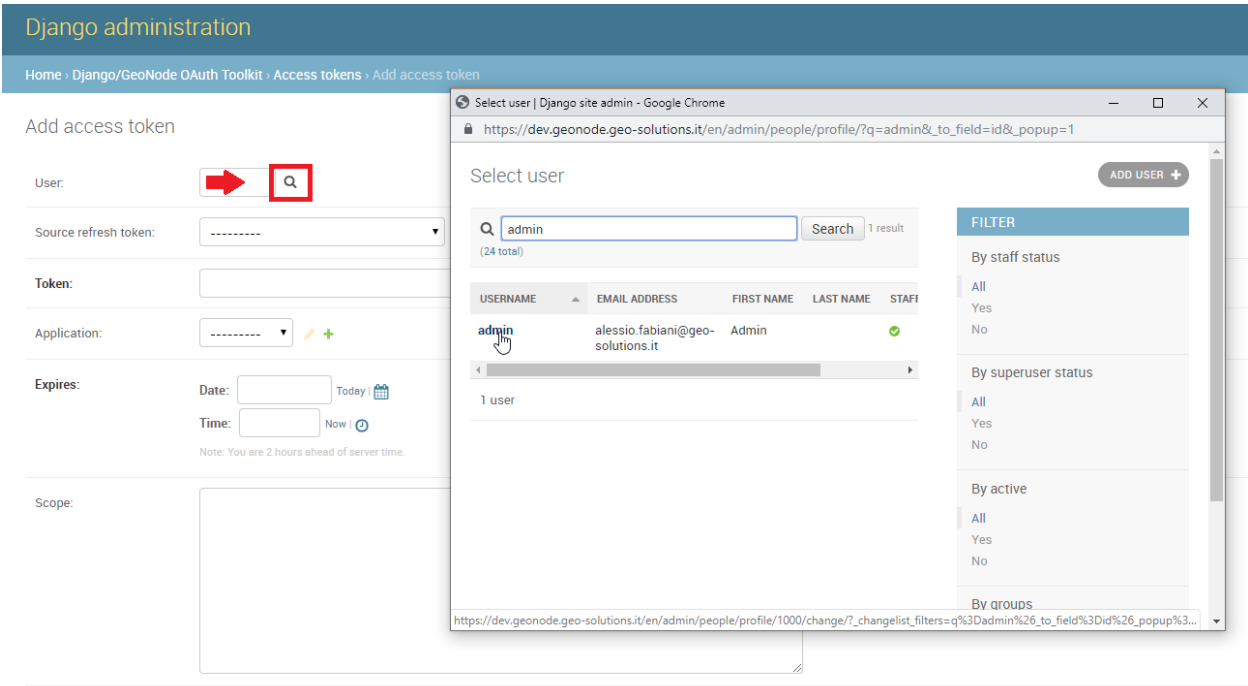 Django administration
Home › Django/GeoNode OAuth Toolkit › Access tokens › Add access token
Add access token
User:
Source refresh token:
---------
Token:
Application:
---------
Expires:
Date:
Today |
Time:
Now |
Note: You are 2 hours ahead of server time.
Scope:
Select user | Django site admin - Google Chrome
https://dev.geonode.geo-solutions.it/en/admin/people/profile/?q=admin&_to_field=id&_popup=1
Select user
ADD USER +
admin
Search
1 result
(24 total)
USERNAME EMAIL ADDRESS FIRST NAME LAST NAME STAFF
admin alessio.fabiani@geo- Admin
solutions.it
1 user
FILTER
By staff status
All
Yes
No
By superuser status
All
Yes
No
By active
All
Yes
No
By groups
https://dev.geonode.geo-solutions.it/en/admin/people/profile/1000/change/?_changelist_filters=q%3Dadmin%26_to_field%3Did%26_popup%3...